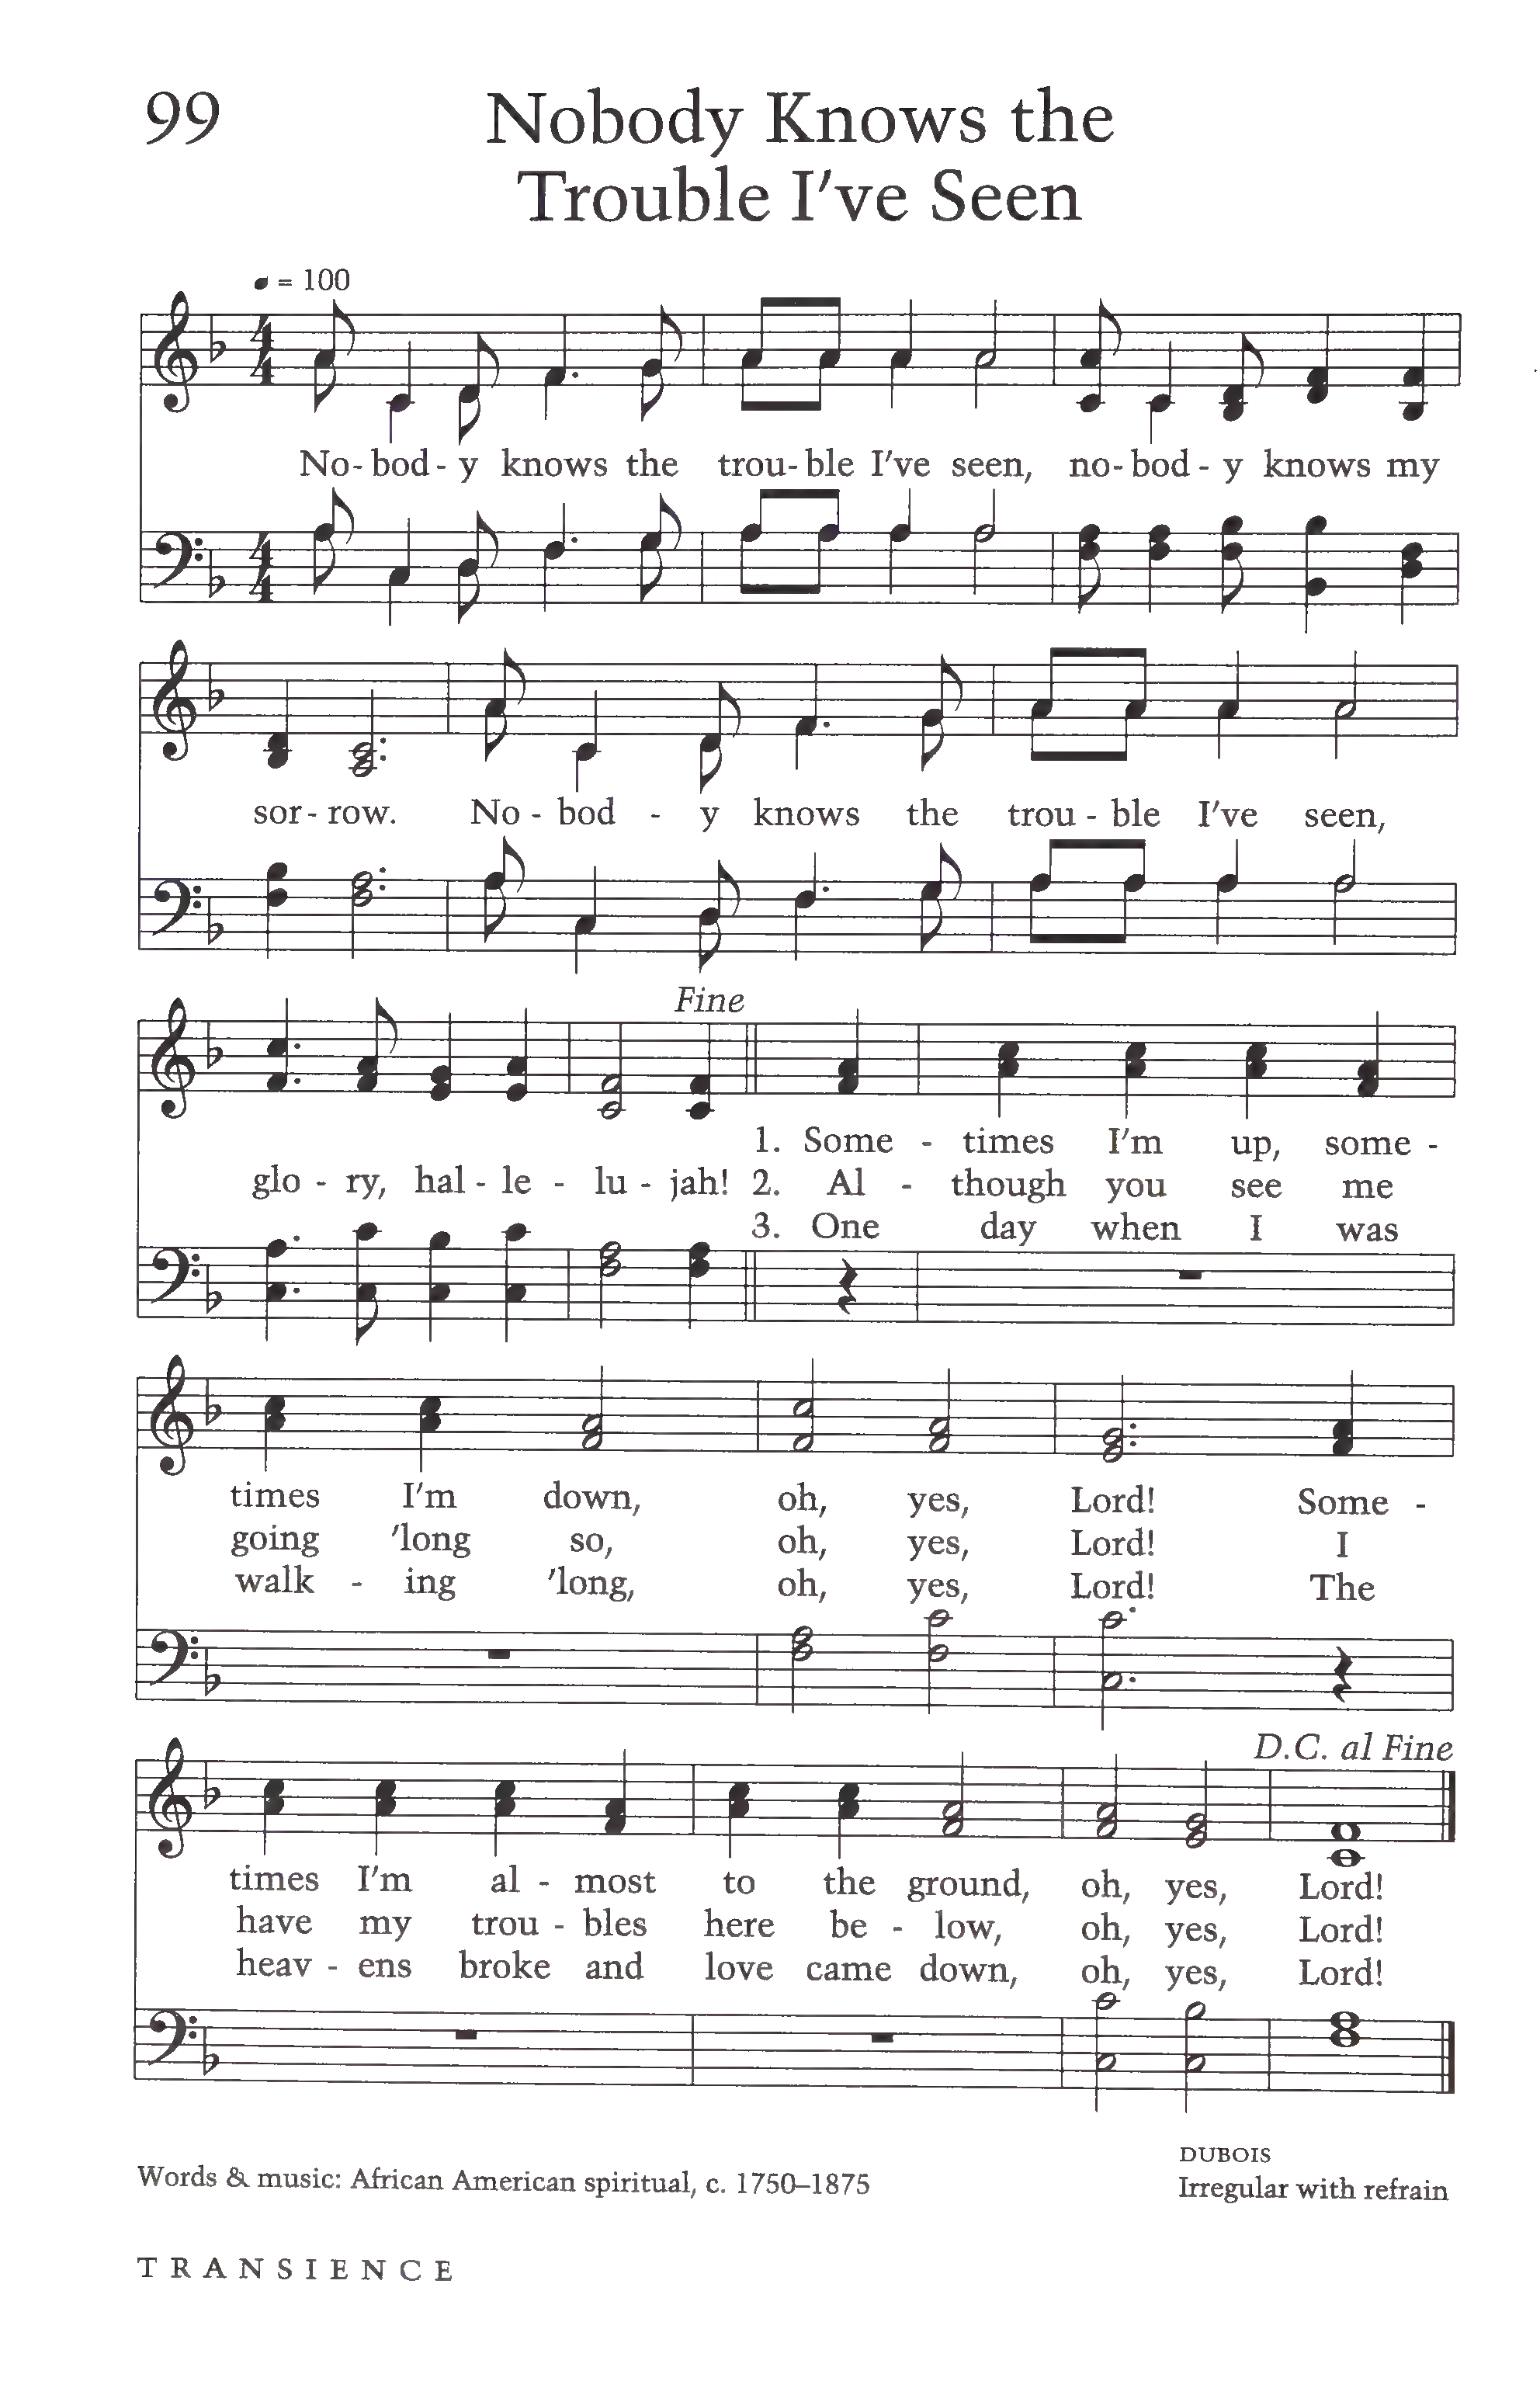 99
Nobody Knows the
Trouble I've Seen
= 100
No- bod - y knows the trou- ble I've seen, no- bod - y knows my
sor - row. No - bod - y knows the trou - ble I've seen,
Fine
1. Some - times I'm up, some -
glo - ry, hal - le - lu - jah! 2. Al - though you see me
3. One day when I was
times I'm down, oh, yes, Lord! Some -
going 'long so, oh, yes, Lord! I
walk - ing 'long, oh, yes, Lord! The
D.C. al Fine
times I'm al - most to the ground, oh, yes, Lord!
have my trou - bles here be - low, oh, yes, Lord!
heav - ens broke and love came down, oh, yes, Lord!
DUBOIS
Words & music: African American spiritual, c. 1750–1875
Irregular with refrain
TRANSIENCE